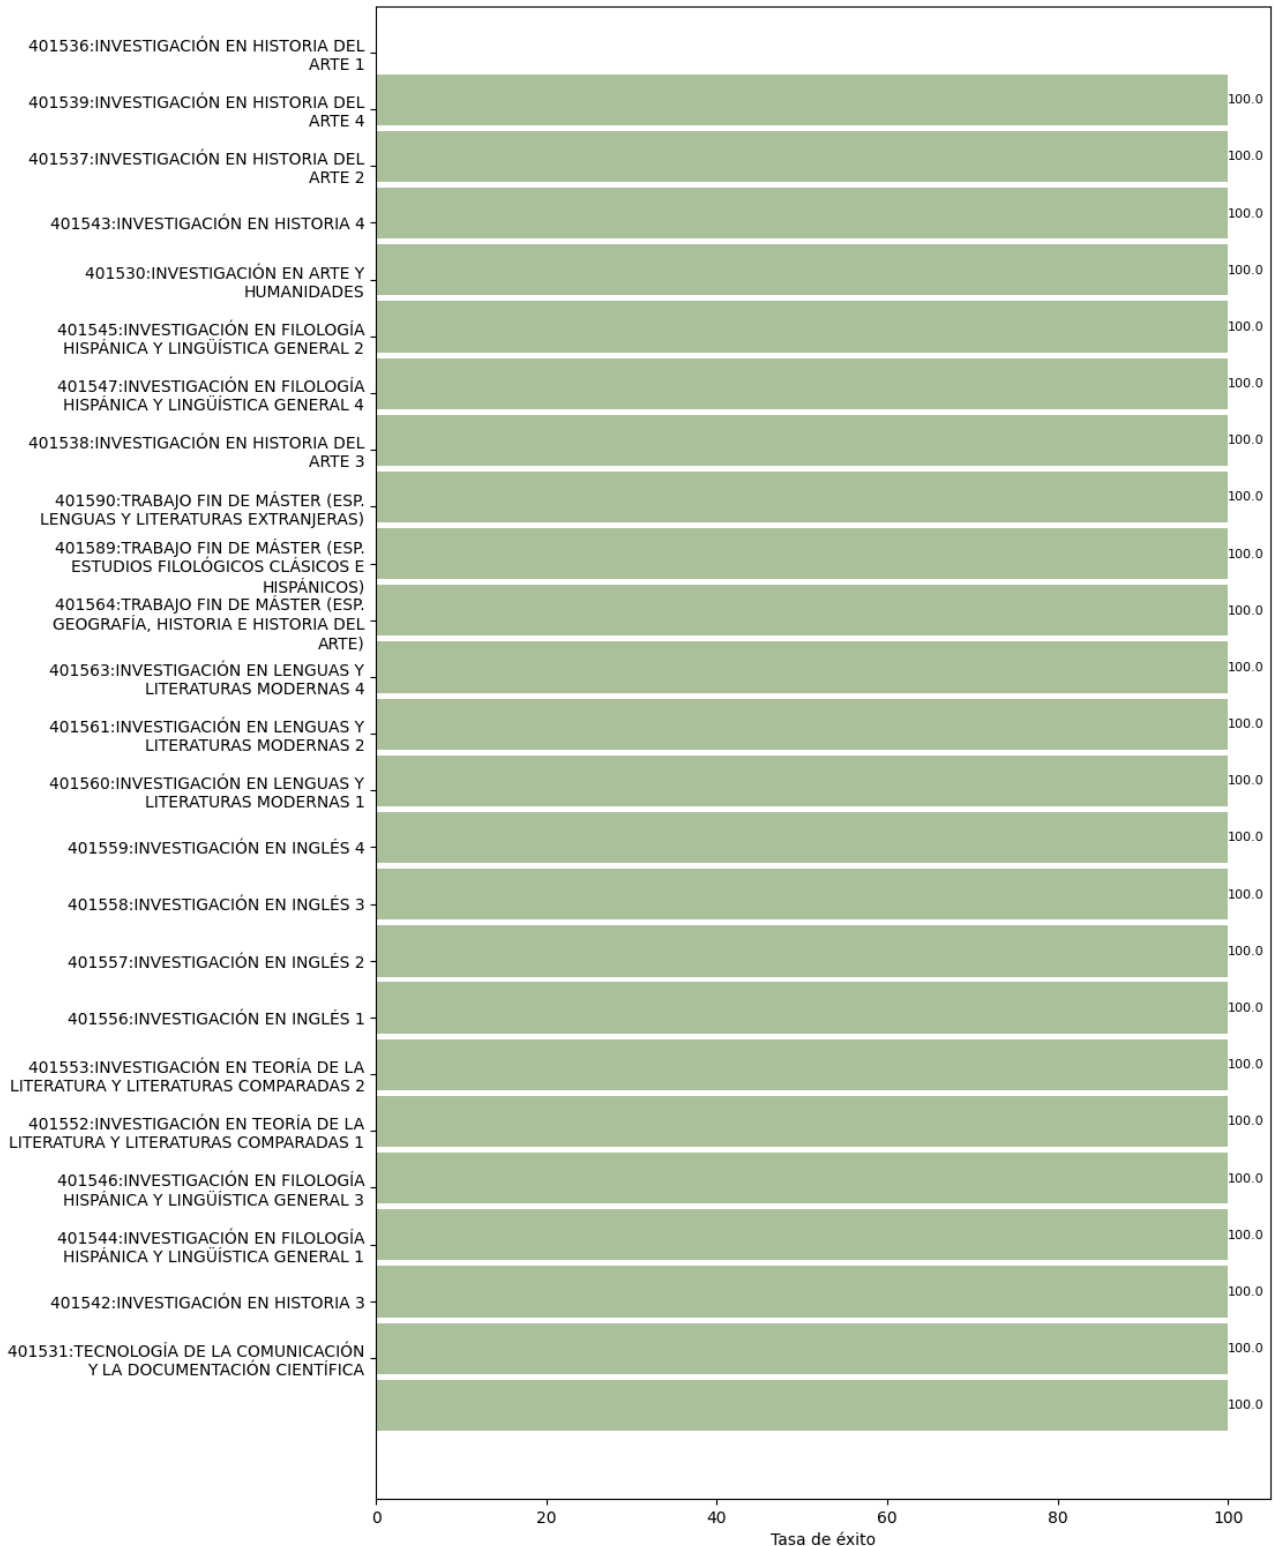 401536:INVESTIGACIÓN EN HISTORIA DEL
ARTE 1
100.0
401539:INVESTIGACIÓN EN HISTORIA DEL
ARTE 4
100.0
401537:INVESTIGACIÓN EN HISTORIA DEL
ARTE 2
100.0
401543:INVESTIGACIÓN EN HISTORIA 4
100.0
401530:INVESTIGACIÓN EN ARTE Y
HUMANIDADES
100.0
401545:INVESTIGACIÓN EN FILOLOGÍA
HISPÁNICA Y LINGÜÍSTICA GENERAL 2
100.0
401547:INVESTIGACIÓN EN FILOLOGÍA
HISPÁNICA Y LINGÜÍSTICA GENERAL 4
100.0
401538:INVESTIGACIÓN EN HISTORIA DEL
ARTE 3
100.0
401590:TRABAJO FIN DE MÁSTER (ESP.
LENGUAS Y LITERATURAS EXTRANJERAS)
100.0
401589:TRABAJO FIN DE MÁSTER (ESP.
ESTUDIOS FILOLÓGICOS CLÁSICOS E
HISPÁNICOS)
100.0
401564:TRABAJO FIN DE MÁSTER (ESP.
GEOGRAFÍA, HISTORIA E HISTORIA DEL
ARTE)
100.0
401563:INVESTIGACIÓN EN LENGUAS Y
LITERATURAS MODERNAS 4
100.0
401561:INVESTIGACIÓN EN LENGUAS Y
LITERATURAS MODERNAS 2
100.0
401560:INVESTIGACIÓN EN LENGUAS Y
LITERATURAS MODERNAS 1
100.0
401559:INVESTIGACIÓN EN INGLÉS 4
100.0
401558:INVESTIGACIÓN EN INGLÉS 3
100.0
401557:INVESTIGACIÓN EN INGLÉS 2
100.0
401556:INVESTIGACIÓN EN INGLÉS 1
100.0
401553:INVESTIGACIÓN EN TEORÍA DE LA
LITERATURA Y LITERATURAS COMPARADAS 2
100.0
401552:INVESTIGACIÓN EN TEORÍA DE LA
LITERATURA Y LITERATURAS COMPARADAS 1
100.0
401546:INVESTIGACIÓN EN FILOLOGÍA
HISPÁNICA Y LINGÜÍSTICA GENERAL 3
100.0
401544:INVESTIGACIÓN EN FILOLOGÍA
HISPÁNICA Y LINGÜÍSTICA GENERAL 1
100.0
401542:INVESTIGACIÓN EN HISTORIA 3
100.0
401531:TECNOLOGÍA DE LA COMUNICACIÓN
Y LA DOCUMENTACIÓN CIENTÍFICA
100.0
0 20 40 60 80 100
Tasa de éxito